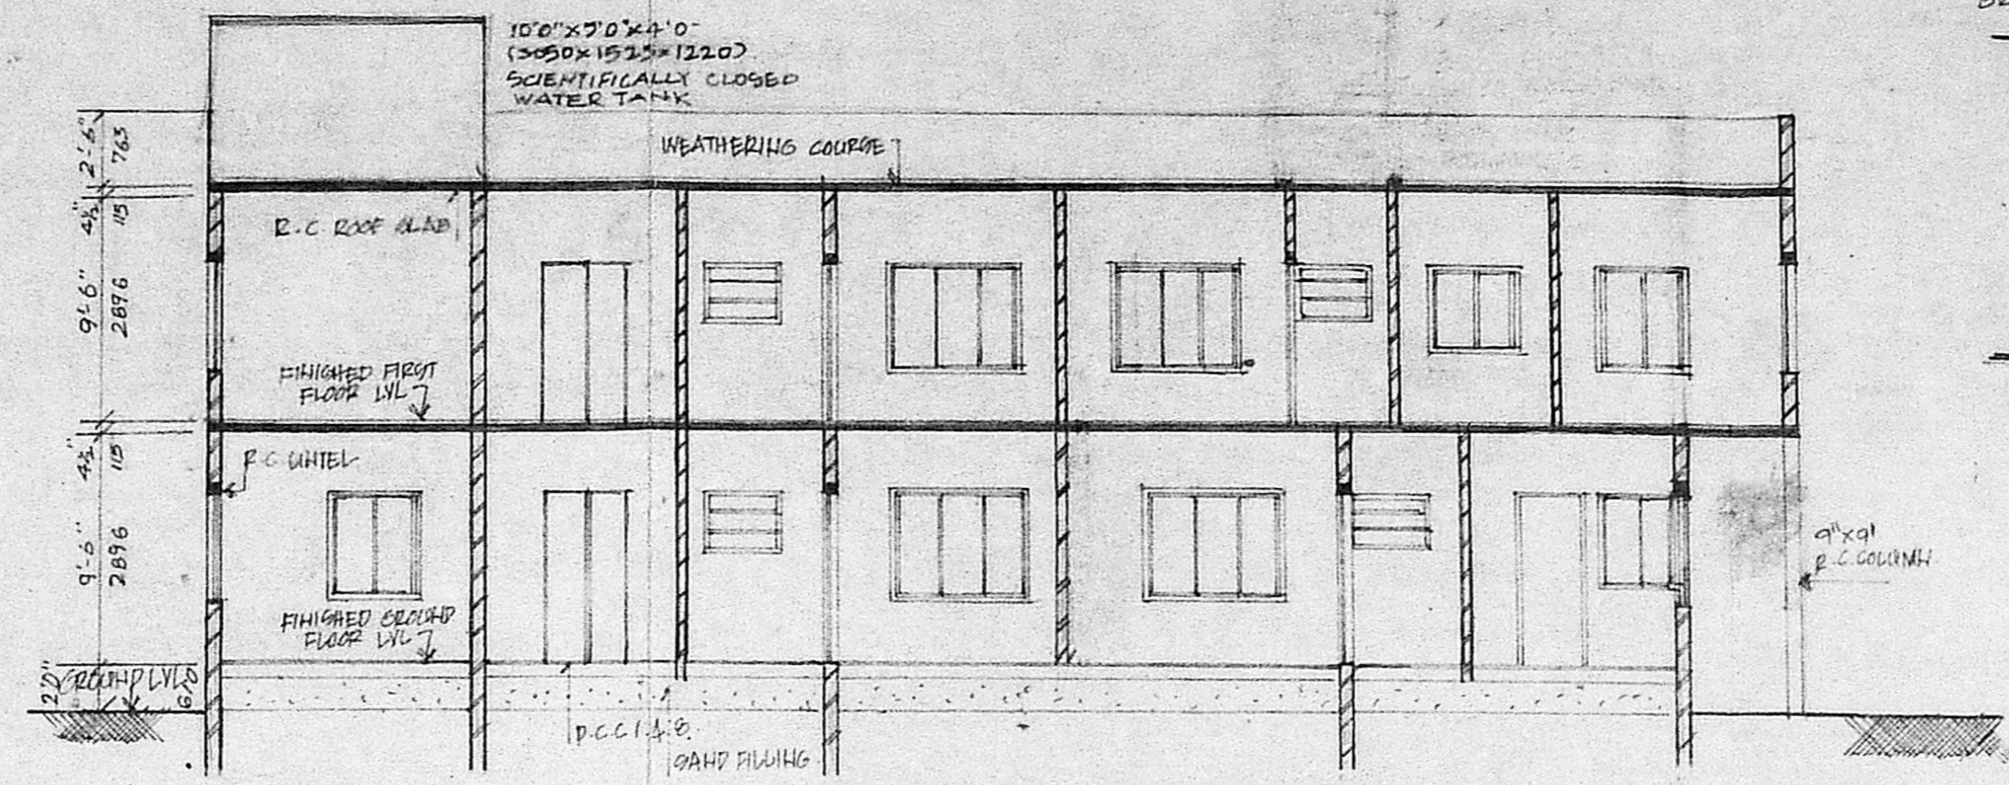 10'0"X5'0"X4'0"
(3050X1525X1220)
SCIENTIFICALLY CLOSED
WATER TANK
WEATHERING COURSE
2'-6"
763
R.C. ROOF SLAB
4½"
115
9'-6"
2896
FINISHED FIRST
FLOOR LVL
4½"
115
R.C LINTEL
9'-6"
2896
9"X9"
R.C.COLUMN
FINISHED GROUND
FLOOR LVL
2'0"
GROUND LVL
610
P.C.C 1.4.8.
SAND FILLING